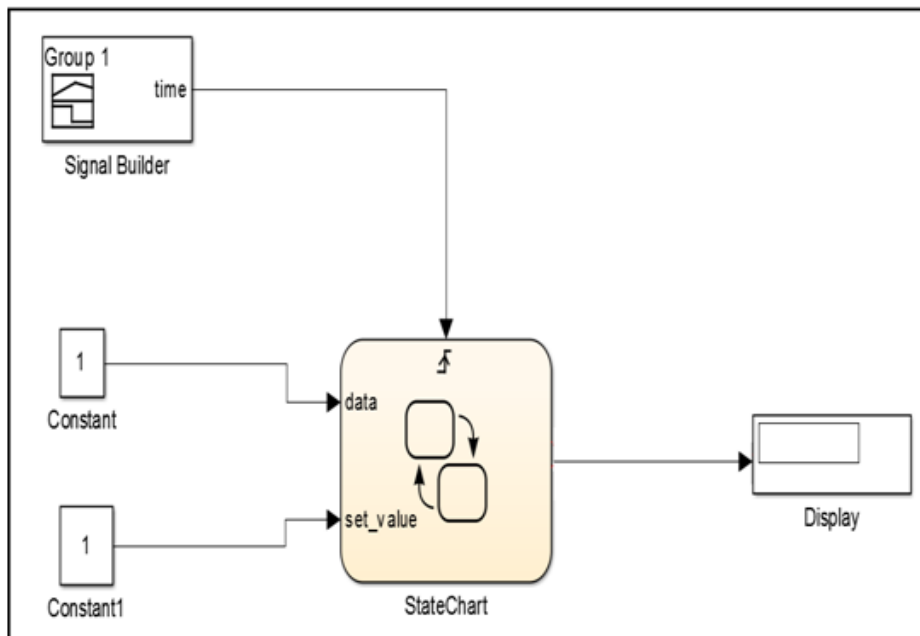 Group 1
time
Signal Builder
1
Constant
data
set_value
1
Constant1
StateChart
Display